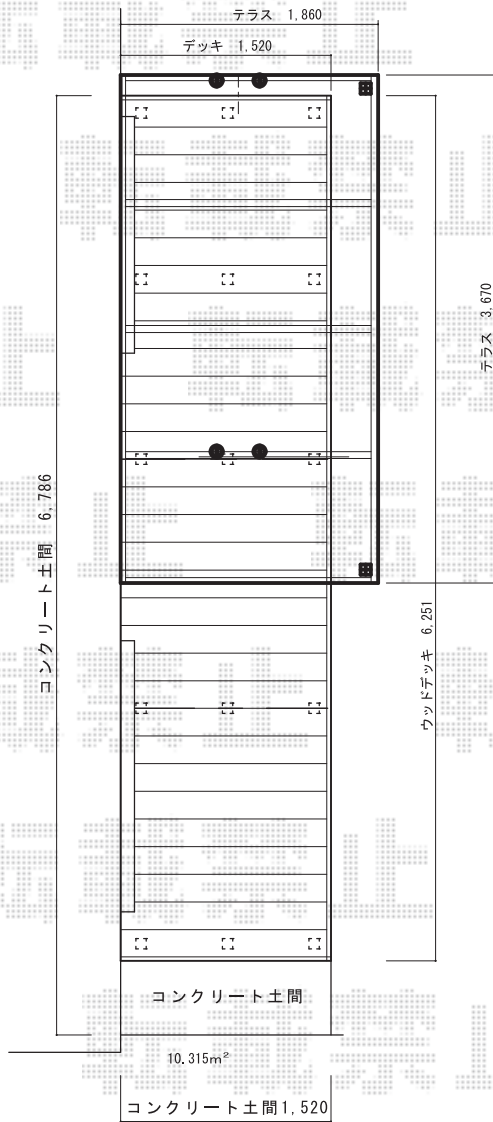 テラス 1,860
デッキ 1,520
テラス 3,670
コンクリート土間 6,786
ウッドデッキ 6,251
コンクリート土間
10.315m²
コンクリート土間1,520